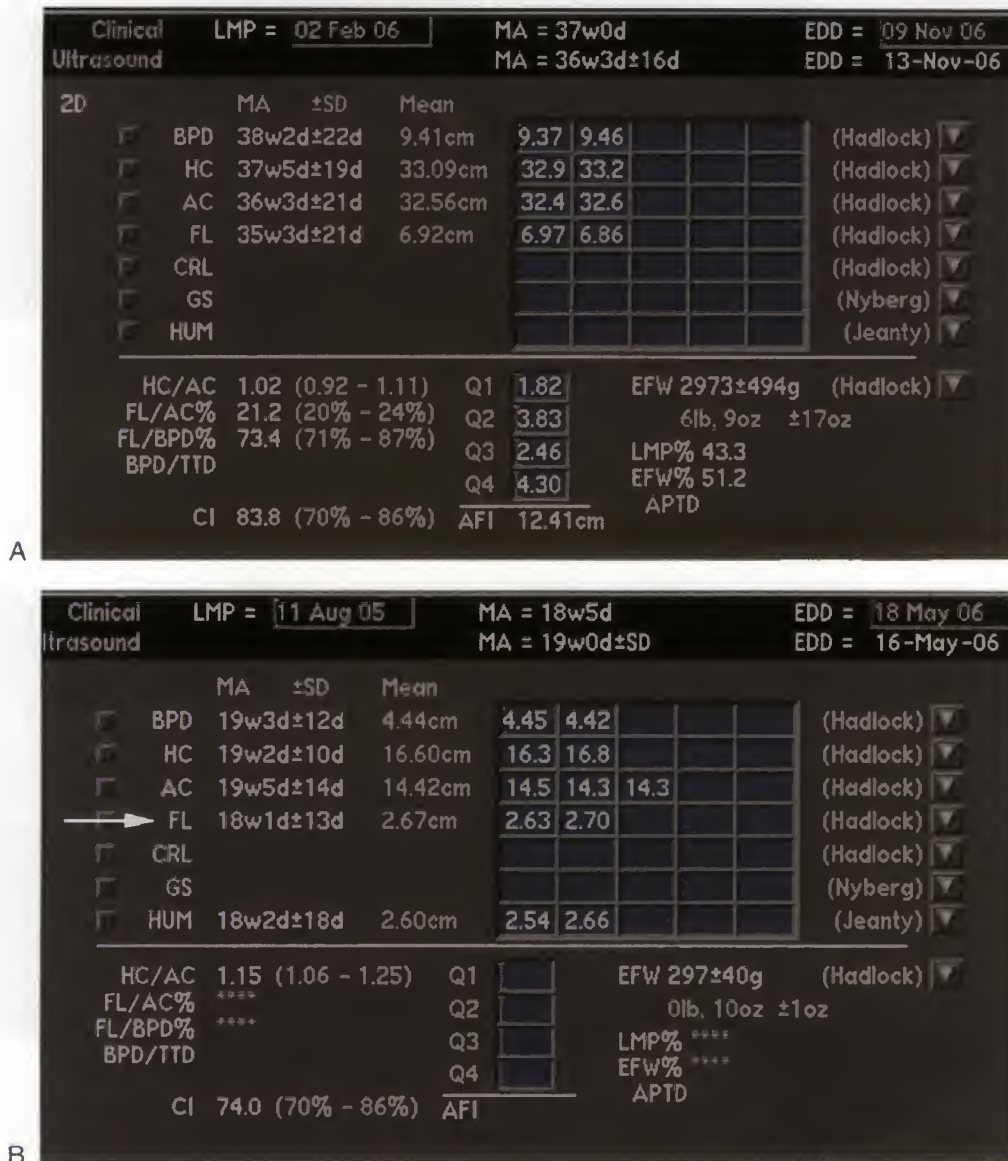 Clinical LMP = 02 Feb 06 MA = 37w0d EDD = 09 Nov 06
Ultrasound MA = 36w3d±16d EDD = 13-Nov-06
2D MA ±SD Mean
BPD 38w2d±22d 9.41cm 9.37 9.46 (Hadlock)
HC 37w5d±19d 33.09cm 32.9 33.2 (Hadlock)
AC 36w3d±21d 32.56cm 32.4 32.6 (Hadlock)
FL 35w3d±21d 6.92cm 6.97 6.86 (Hadlock)
CRL (Hadlock)
GS (Nyberg)
HUM (Jeanty)
HC/AC 1.02 (0.92 - 1.11) Q1 1.82 EFW 2973±494g (Hadlock)
FL/AC% 21.2 (20% - 24%) Q2 3.83 6lb, 9oz ±17oz
FL/BPD% 73.4 (71% - 87%) Q3 2.46 LMP% 43.3
BPD/TTD Q4 4.30 EFW% 51.2
APTD
CI 83.8 (70% - 86%) AFI 12.41cm
A
Clinical LMP = 11 Aug 05 MA = 18w5d EDD = 18 May 06
ltrasound MA = 19w0d±SD EDD = 16-May-06
MA ±SD Mean
BPD 19w3d±12d 4.44cm 4.45 4.42 (Hadlock)
HC 19w2d±10d 16.60cm 16.3 16.8 (Hadlock)
AC 19w5d±14d 14.42cm 14.5 14.3 14.3 (Hadlock)
FL 18w1d±13d 2.67cm 2.63 2.70 (Hadlock)
CRL (Hadlock)
GS (Nyberg)
HUM 18w2d±18d 2.60cm 2.54 2.66 (Jeanty)
HC/AC 1.15 (1.06 - 1.25) Q1 EFW 297±40g (Hadlock)
FL/AC% **** Q2 0lb, 10oz ±1oz
FL/BPD% **** Q3 LMP% ****
BPD/TTD Q4 EFW% ****
APTD
CI 74.0 (70% - 86%) AFI
B